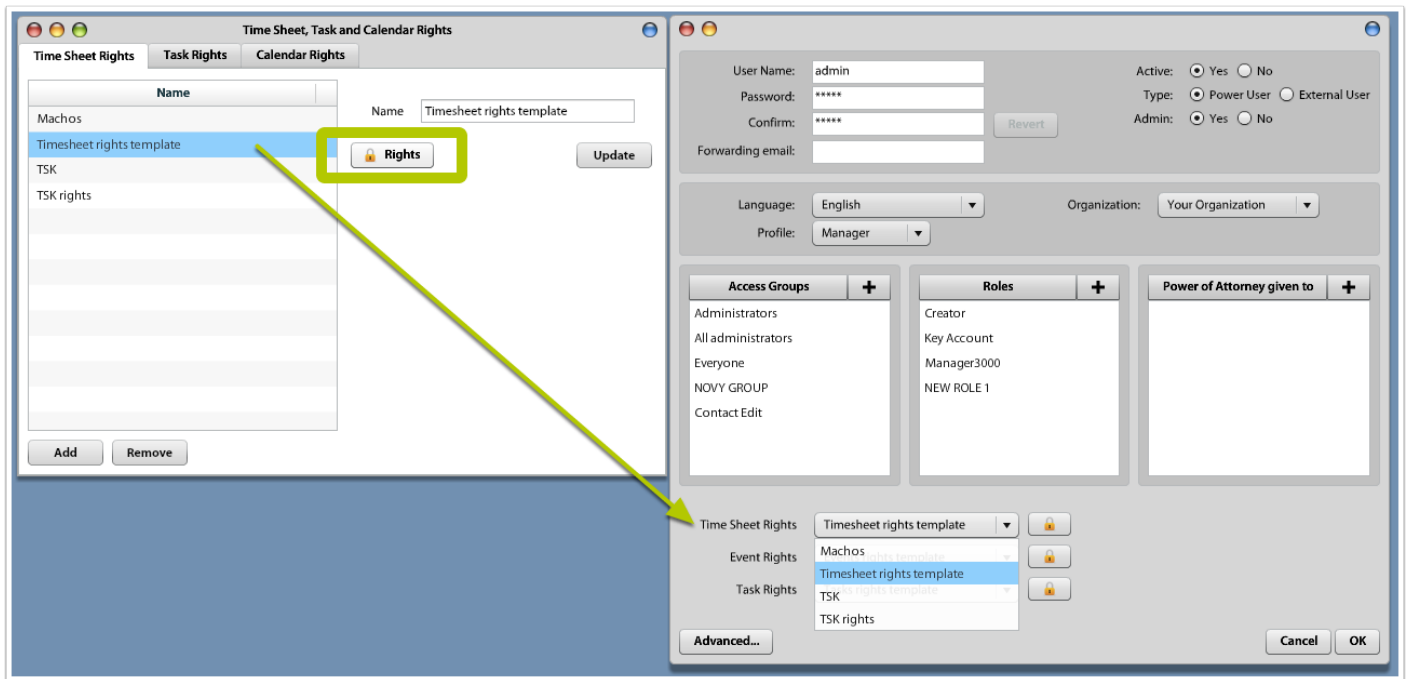 Time Sheet, Task and Calendar Rights
Time Sheet Rights
Task Rights
Calendar Rights
Name
Machos
Timesheet rights template
TSK
TSK rights
Name
Timesheet rights template
Rights
Update
Add
Remove
User Name:
admin
Password:
*****
Confirm:
*****
Revert
Forwarding email:
Active:
Yes
No
Type:
Power User
External User
Admin:
Yes
No
Language:
English
Organization:
Your Organization
Profile:
Manager
Access Groups
+
Administrators
All administrators
Everyone
NOVY GROUP
Contact Edit
Roles
+
Creator
Key Account
Manager3000
NEW ROLE 1
Power of Attorney given to
+
Time Sheet Rights
Timesheet rights template
Event Rights
Task Rights
Machos
Timesheet rights template
TSK
TSK rights
Advanced...
Cancel
OK